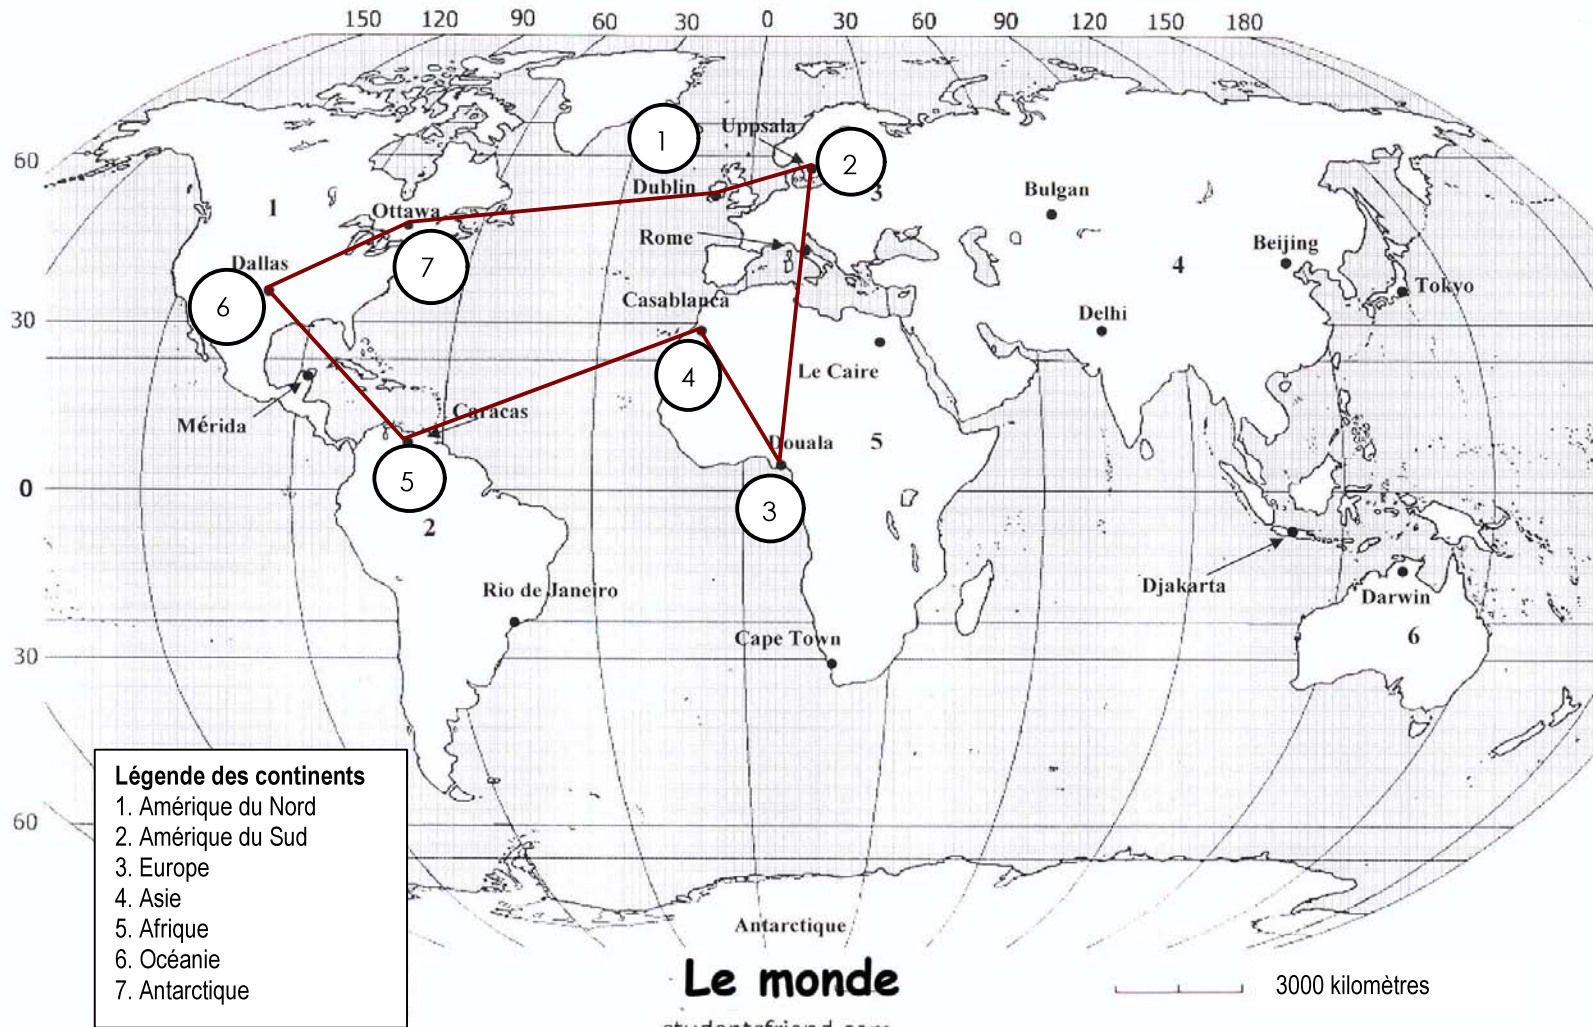 150 120 90 60 30 0 30 60 90 120 150 180
1
Uppsala
2
60
Dublin
3
Bulgan
1
Ottawa
Rome
Beijing
7
4
Dallas
6
Tokyo
Casablanca
30
Delhi
4
Le Caire
Mérida
Caracas
Douala
5
5
0
3
2
Djakarta
Rio de Janeiro
Darwin
Cape Town
6
30
Légende des continents
1. Amérique du Nord
2. Amérique du Sud
3. Europe
4. Asie
5. Afrique
6. Océanie
7. Antarctique
60
Antarctique
Le monde
3000 kilomètres
studentsfriend.com